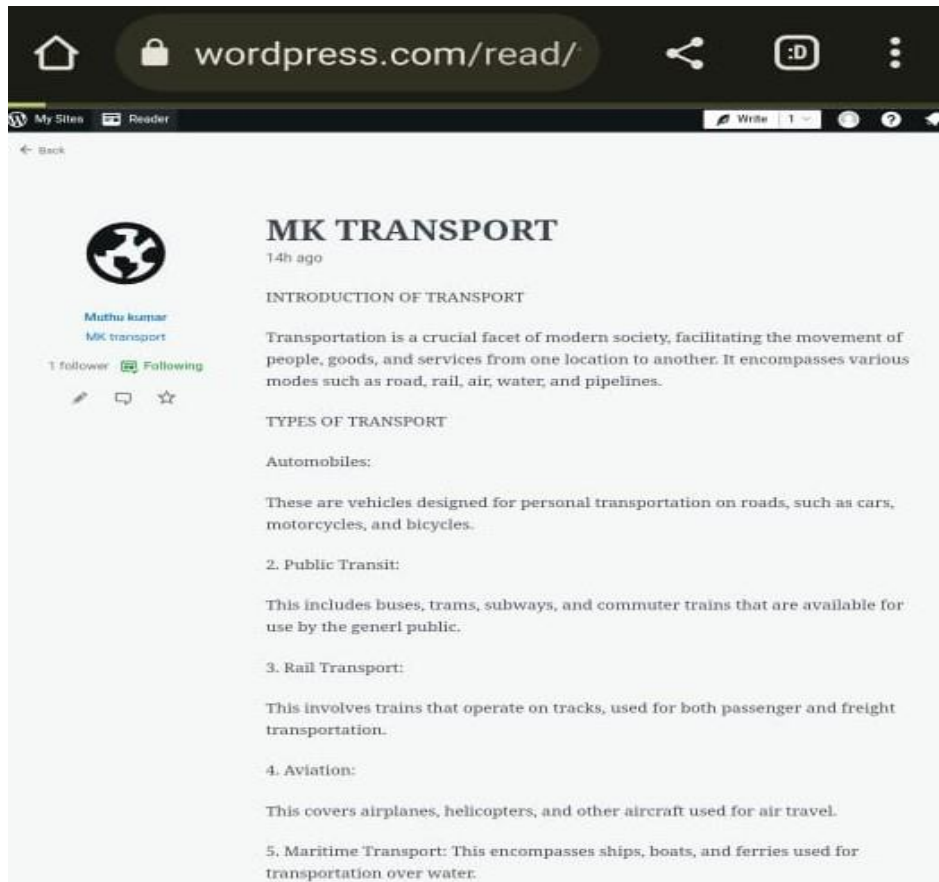 wordpress.com/read/
:D
My Sites Reader Write 1
Back
MK TRANSPORT
14h ago
INTRODUCTION OF TRANSPORT
Muthu kumar
MK transport
1 follower Following
Transportation is a crucial facet of modern society, facilitating the movement of
people, goods, and services from one location to another. It encompasses various
modes such as road, rail, air, water, and pipelines.
TYPES OF TRANSPORT
Automobiles:
These are vehicles designed for personal transportation on roads, such as cars,
motorcycles, and bicycles.
2. Public Transit:
This includes buses, trams, subways, and commuter trains that are available for
use by the generl public.
3. Rail Transport:
This involves trains that operate on tracks, used for both passenger and freight
transportation.
4. Aviation:
This covers airplanes, helicopters, and other aircraft used for air travel.
5. Maritime Transport: This encompasses ships, boats, and ferries used for
transportation over water.